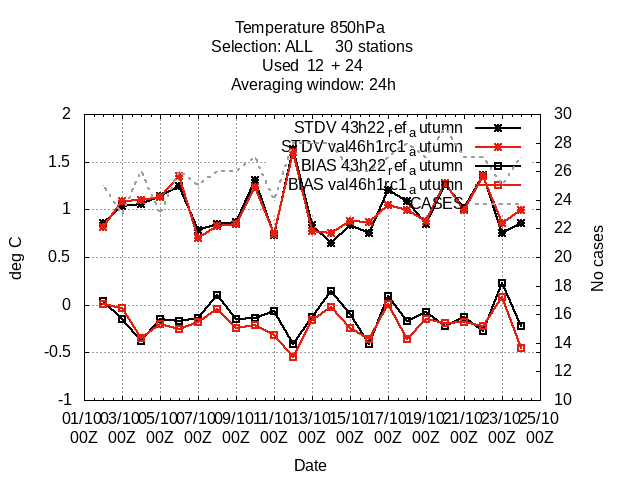 Temperature 850hPa
Selection: ALL 30 stations
Used 12 + 24
Averaging window: 24h
STDV 43h22ref_autumn
STDV val46h1rc1_autumn
BIAS 43h22ref_autumn
BIAS val46h1rc1_autumn
CASES
2
1.5
1
0.5
0
-0.5
-1
deg C
30
28
26
24
22
20
18
16
14
12
10
No cases
01/10 03/10 05/10 07/10 09/10 11/10 13/10 15/10 17/10 19/10 21/10 23/10 25/10
00Z 00Z 00Z 00Z 00Z 00Z 00Z 00Z 00Z 00Z 00Z 00Z 00Z
Date